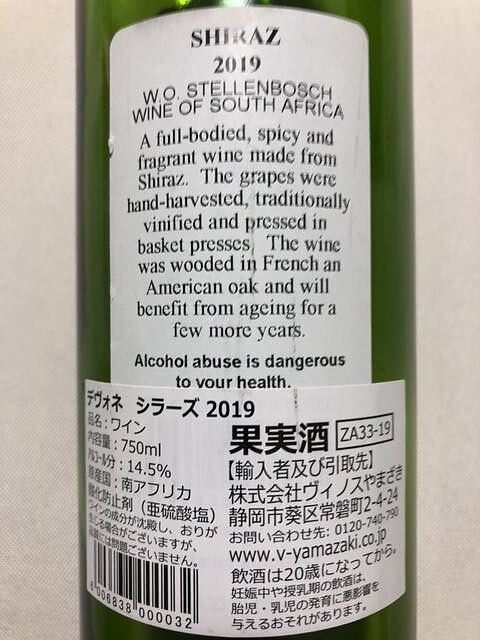 SHIRAZ
2019
W.O. STELLENBOSCH
WINE OF SOUTH AFRICA
A full-bodied, spicy and
fragrant wine made from
Shiraz. The grapes were
hand-harvested, traditionally
vinified and pressed in
basket presses. The wine
was wooded in French an
American oak and will
benefit from ageing for a
few more years.
Alcohol abuse is dangerous
to your health.
デヴォネ シラーズ 2019
品名：ワイン
内容量：750ml
ｱﾙｺｰﾙ分：14.5%
原産国：南アフリカ
酸化防止剤（亜硫酸塩）
ワインの成分が沈殿し、おりが
生じる場合がございますが、
品質には問題ございません。
6 006838 000032
果実酒 ZA33-19
【輸入者及び引取先】
株式会社ヴィノスやまざき
静岡市葵区常磐町2-4-24
お問い合わせ先：0120-740-790
www.v-yamazaki.co.jp
飲酒は20歳になってから。
妊娠中や授乳期の飲酒は、
胎児・乳児の発育に悪影響を
与えるおそれがあります。